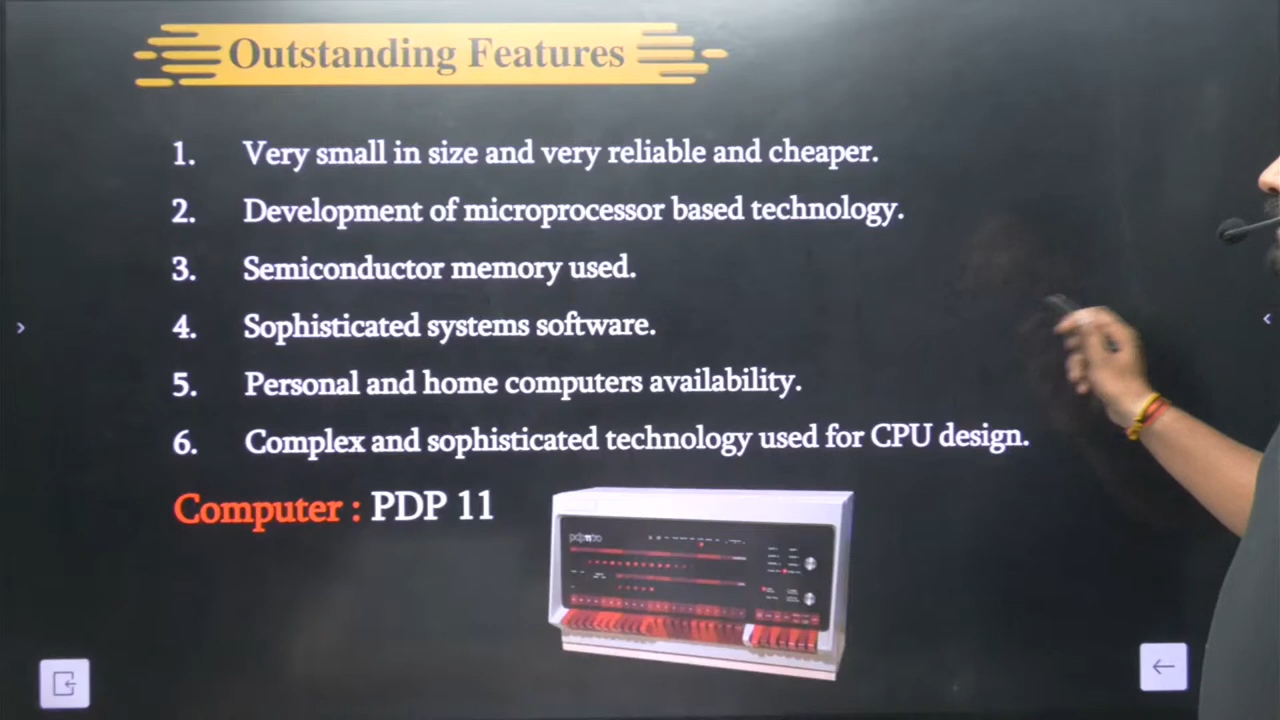 Outstanding Features
1. Very small in size and very reliable and cheaper.
2. Development of microprocessor based technology.
3. Semiconductor memory used.
4. Sophisticated systems software.
5. Personal and home computers availability.
6. Complex and sophisticated technology used for CPU design.
Computer : PDP 11